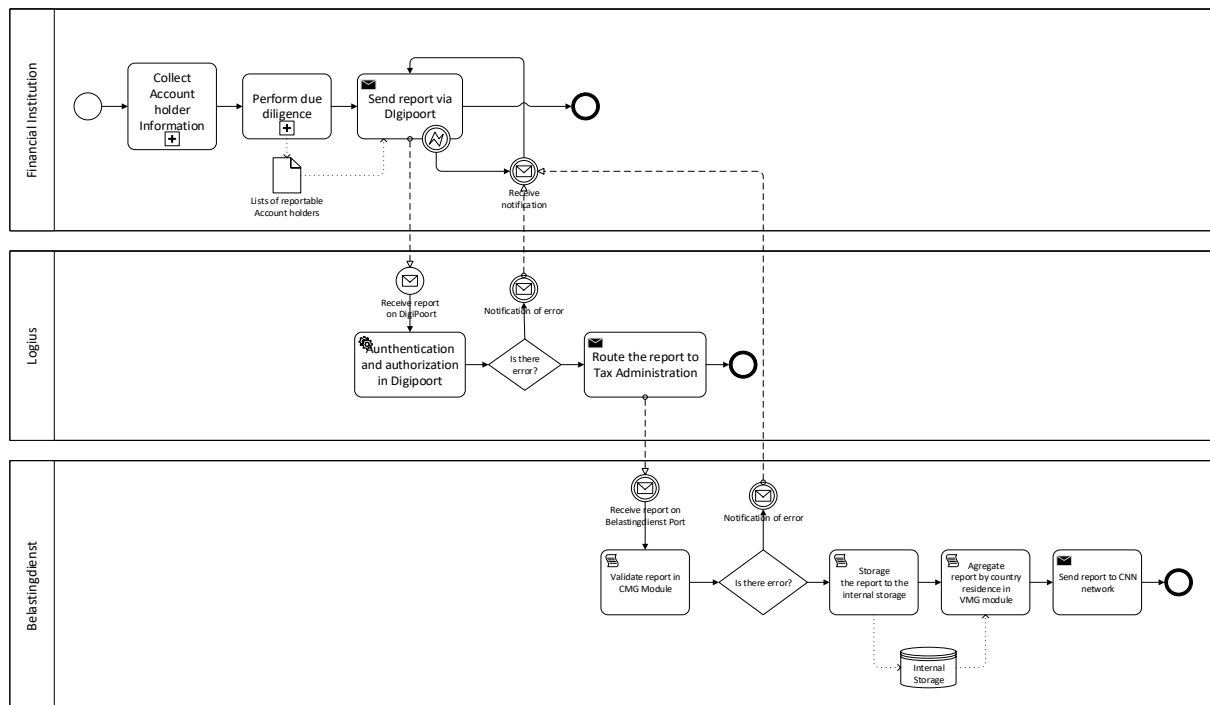 Financial Institution
Collect
Account
holder
Information
Perform due
diligence
Send report via
DIgipoort
Lists of reportable
Account holders
Receive
notification
Logius
Receive report
on DigiPoort
Aunthentication
and authorization
in Digipoort
Is there
error?
Notification of error
Route the report to
Tax Administration
Belastingdienst
Receive report on
Belastingdienst Port
Validate report in
CMG Module
Is there error?
Notification of error
Storage
the report to the
internal storage
Agregate
report by country
residence in
VMG module
Send report to CNN
network
Internal
Storage